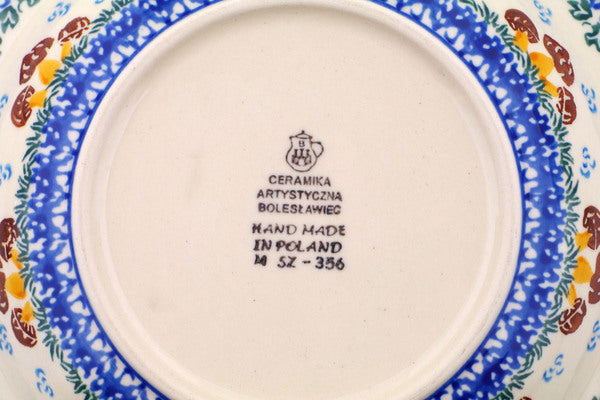 B
CERAMIKA
ARTYSTYCZNA
BOLESŁAWIEC
HAND MADE
IN POLAND
M SZ-356